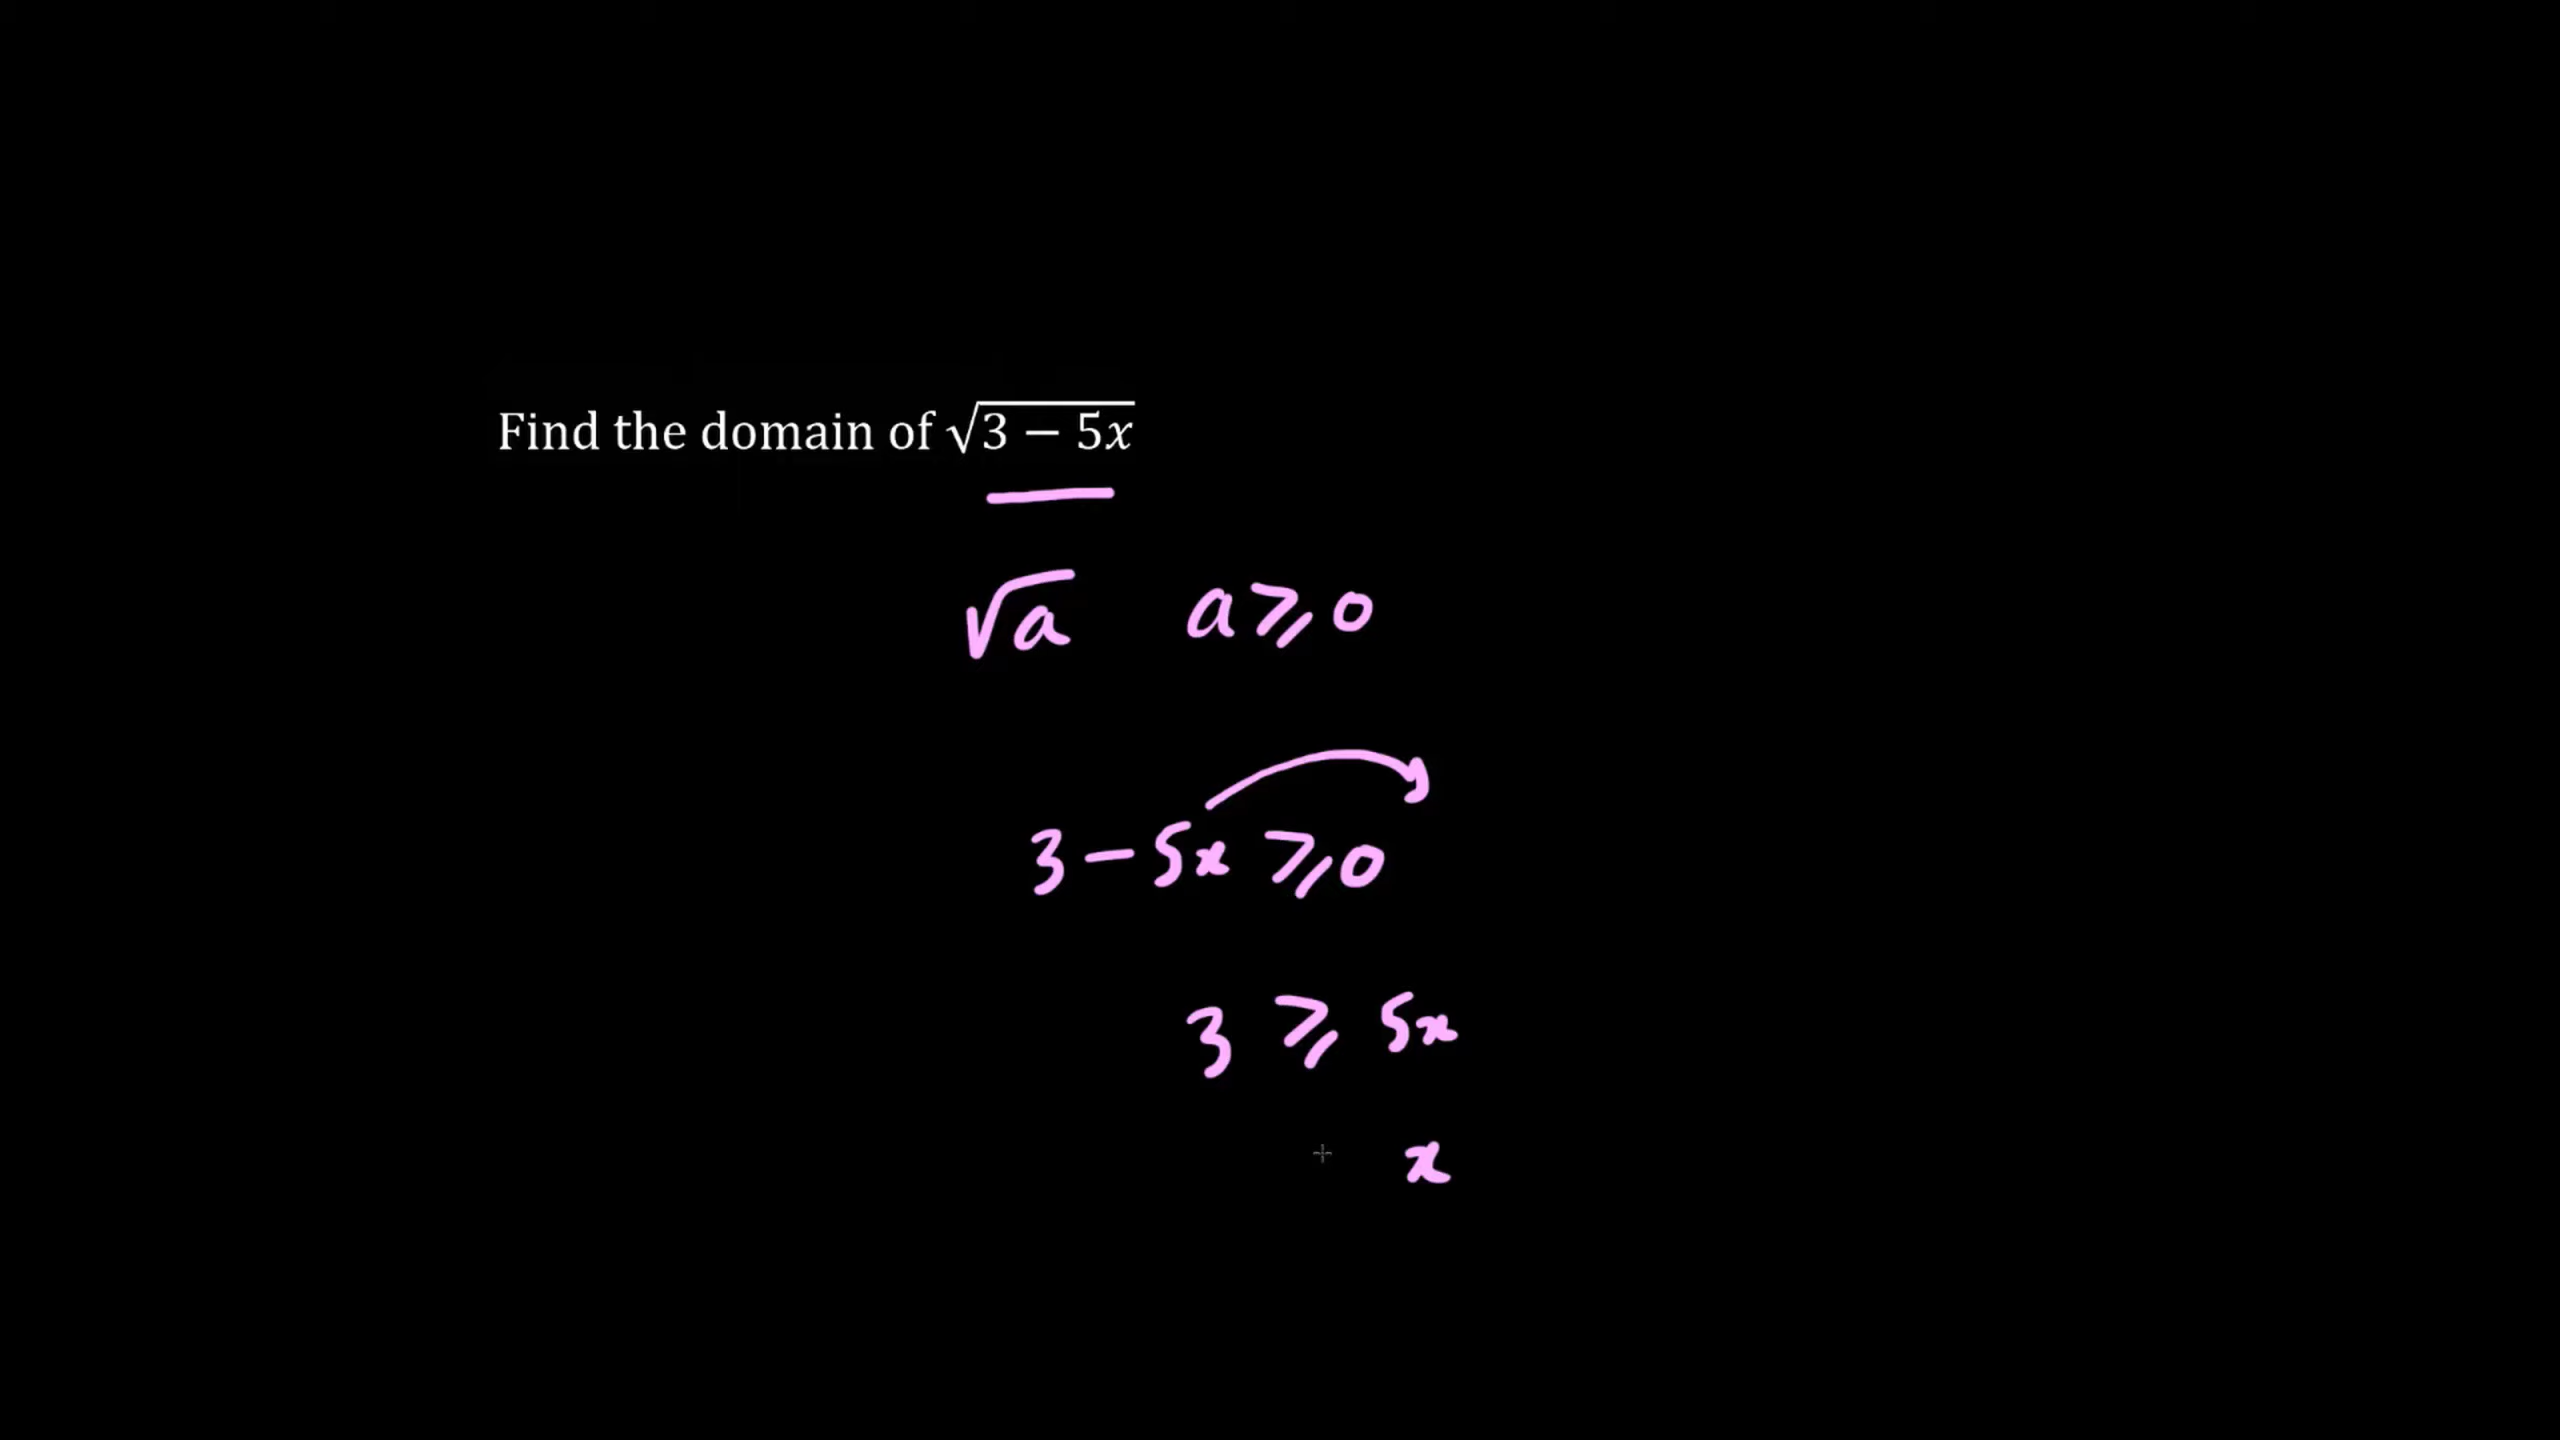 Find the domain of √3 − 5x
√a a ⩾ 0
3 − 5x ⩾ 0
3 ⩾ 5x
x